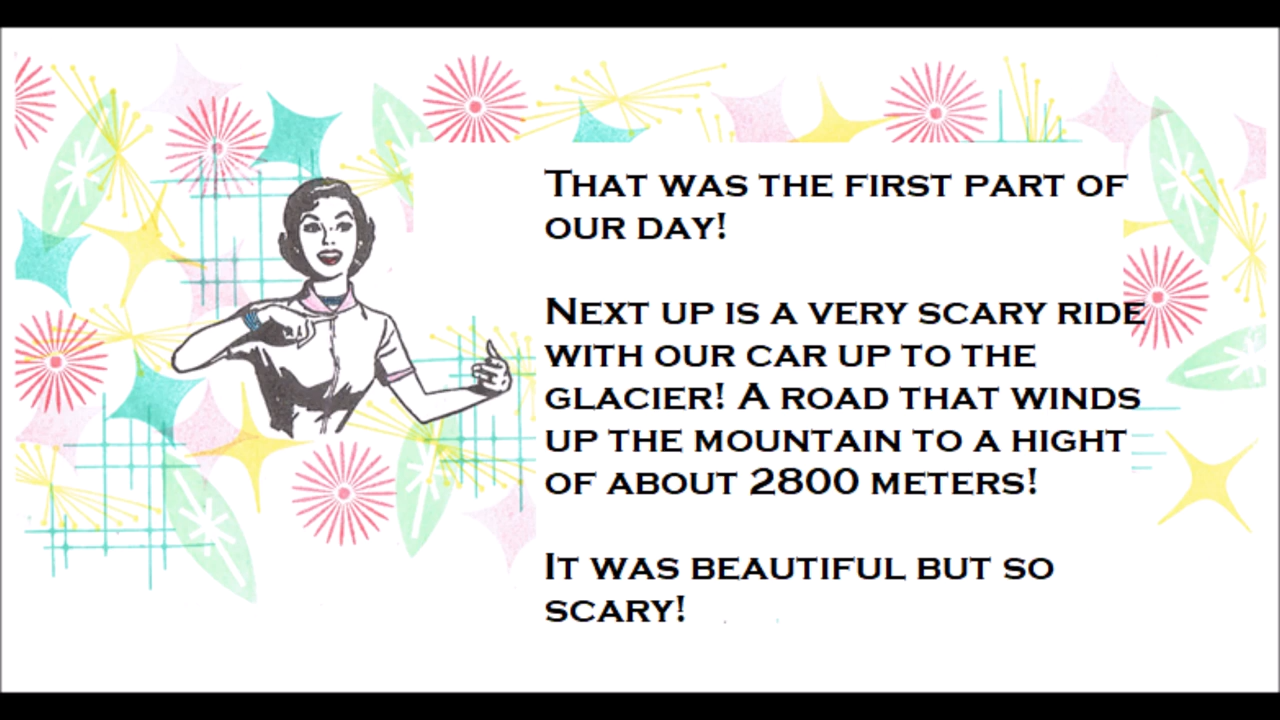 That was the first part of
our day!
Next up is a very scary ride
with our car up to the
glacier! A road that winds
up the mountain to a hight
of about 2800 meters!
It was beautiful but so
scary!